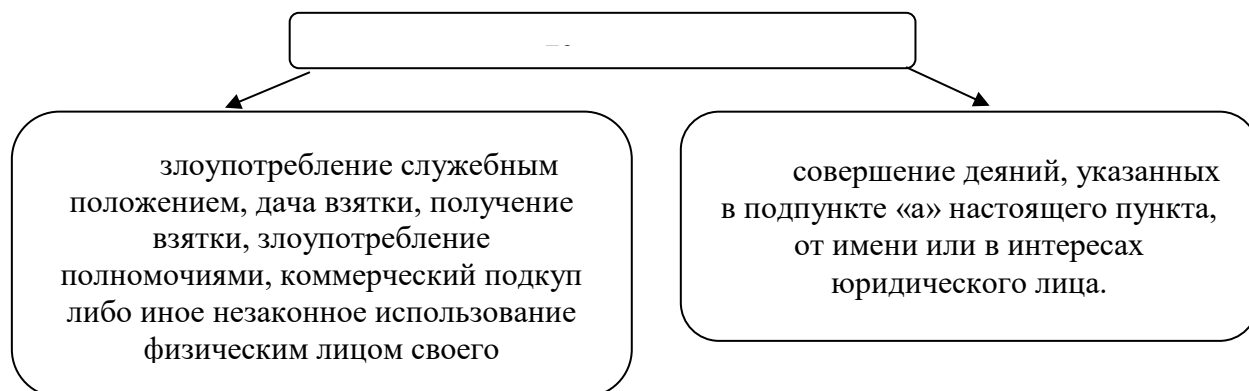 злоупотребление служебным
положением, дача взятки, получение
взятки, злоупотребление
полномочиями, коммерческий подкуп
либо иное незаконное использование
физическим лицом своего
совершение деяний, указанных
в подпункте «а» настоящего пункта,
от имени или в интересах
юридического лица.